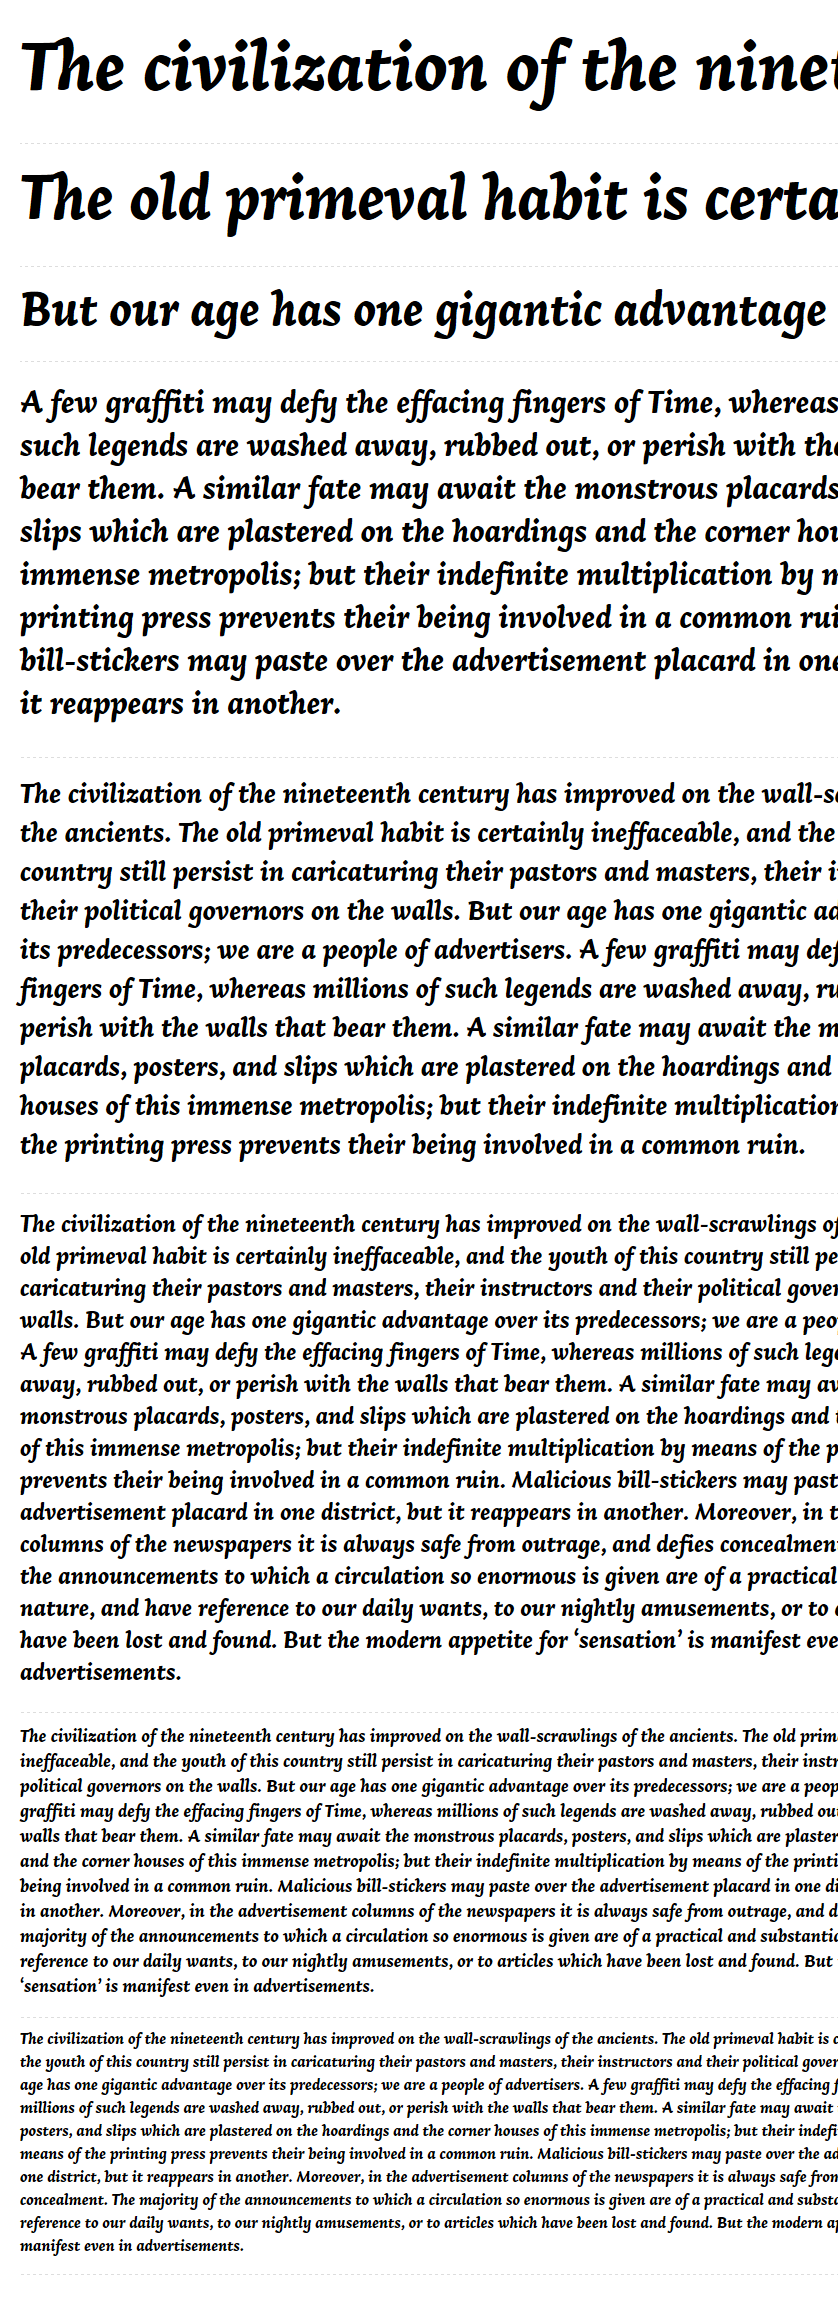 The civilization of the
The old primeval habit is
But our age has one gigantic advantage
A few graffiti may defy the effacing fingers of Time, whereas
such legends are washed away, rubbed out, or perish with
bear them. A similar fate may await the monstrous placards
slips which are plastered on the hoardings and the corner
immense metropolis; but their indefinite multiplication by
printing press prevents their being involved in a common
bill-stickers may paste over the advertisement placard in one
it reappears in another.
The civilization of the nineteenth century has improved on the
the ancients. The old primeval habit is certainly ineffaceable, and the
country still persist in caricaturing their pastors and masters, their
their political governors on the walls. But our age has one gigantic
its predecessors; we are a people of advertisers. A few graffiti may
fingers of Time, whereas millions of such legends are washed away,
perish with the walls that bear them. A similar fate may await the
placards, posters, and slips which are plastered on the hoardings and
houses of this immense metropolis; but their indefinite multiplication
the printing press prevents their being involved in a common ruin.
The civilization of the nineteenth century has improved on the wall-scrawlings of
old primeval habit is certainly ineffaceable, and the youth of this country still
caricaturing their pastors and masters, their instructors and their political
walls. But our age has one gigantic advantage over its predecessors; we are a
A few graffiti may defy the effacing fingers of Time, whereas millions of such
away, rubbed out, or perish with the walls that bear them. A similar fate may
monstrous placards, posters, and slips which are plastered on the hoardings and
of this immense metropolis; but their indefinite multiplication by means of the
prevents their being involved in a common ruin. Malicious bill-stickers may
advertisement placard in one district, but it reappears in another. Moreover, in
columns of the newspapers it is always safe from outrage, and defies
the announcements to which a circulation so enormous is given are of a practical
nature, and have reference to our daily wants, to our nightly amusements, or to
have been lost and found. But the modern appetite for ‘sensation’ is manifest
advertisements.
The civilization of the nineteenth century has improved on the wall-scrawlings of the ancients. The old
ineffaceable, and the youth of this country still persist in caricaturing their pastors and masters, their
political governors on the walls. But our age has one gigantic advantage over its predecessors; we are a
graffiti may defy the effacing fingers of Time, whereas millions of such legends are washed away, rubbed
walls that bear them. A similar fate may await the monstrous placards, posters, and slips which are
and the corner houses of this immense metropolis; but their indefinite multiplication by means of the
being involved in a common ruin. Malicious bill-stickers may paste over the advertisement placard in one
in another. Moreover, in the advertisement columns of the newspapers it is always safe from outrage, and
majority of the announcements to which a circulation so enormous is given are of a practical and
reference to our daily wants, to our nightly amusements, or to articles which have been lost and found. But
‘sensation’ is manifest even in advertisements.
The civilization of the nineteenth century has improved on the wall-scrawlings of the ancients. The old primeval habit is
the youth of this country still persist in caricaturing their pastors and masters, their instructors and their political
age has one gigantic advantage over its predecessors; we are a people of advertisers. A few graffiti may defy the effacing
millions of such legends are washed away, rubbed out, or perish with the walls that bear them. A similar fate may await
posters, and slips which are plastered on the hoardings and the corner houses of this immense metropolis; but their
means of the printing press prevents their being involved in a common ruin. Malicious bill-stickers may paste over the
one district, but it reappears in another. Moreover, in the advertisement columns of the newspapers it is always safe from
concealment. The majority of the announcements to which a circulation so enormous is given are of a practical and
reference to our daily wants, to our nightly amusements, or to articles which have been lost and found. But the modern
manifest even in advertisements.